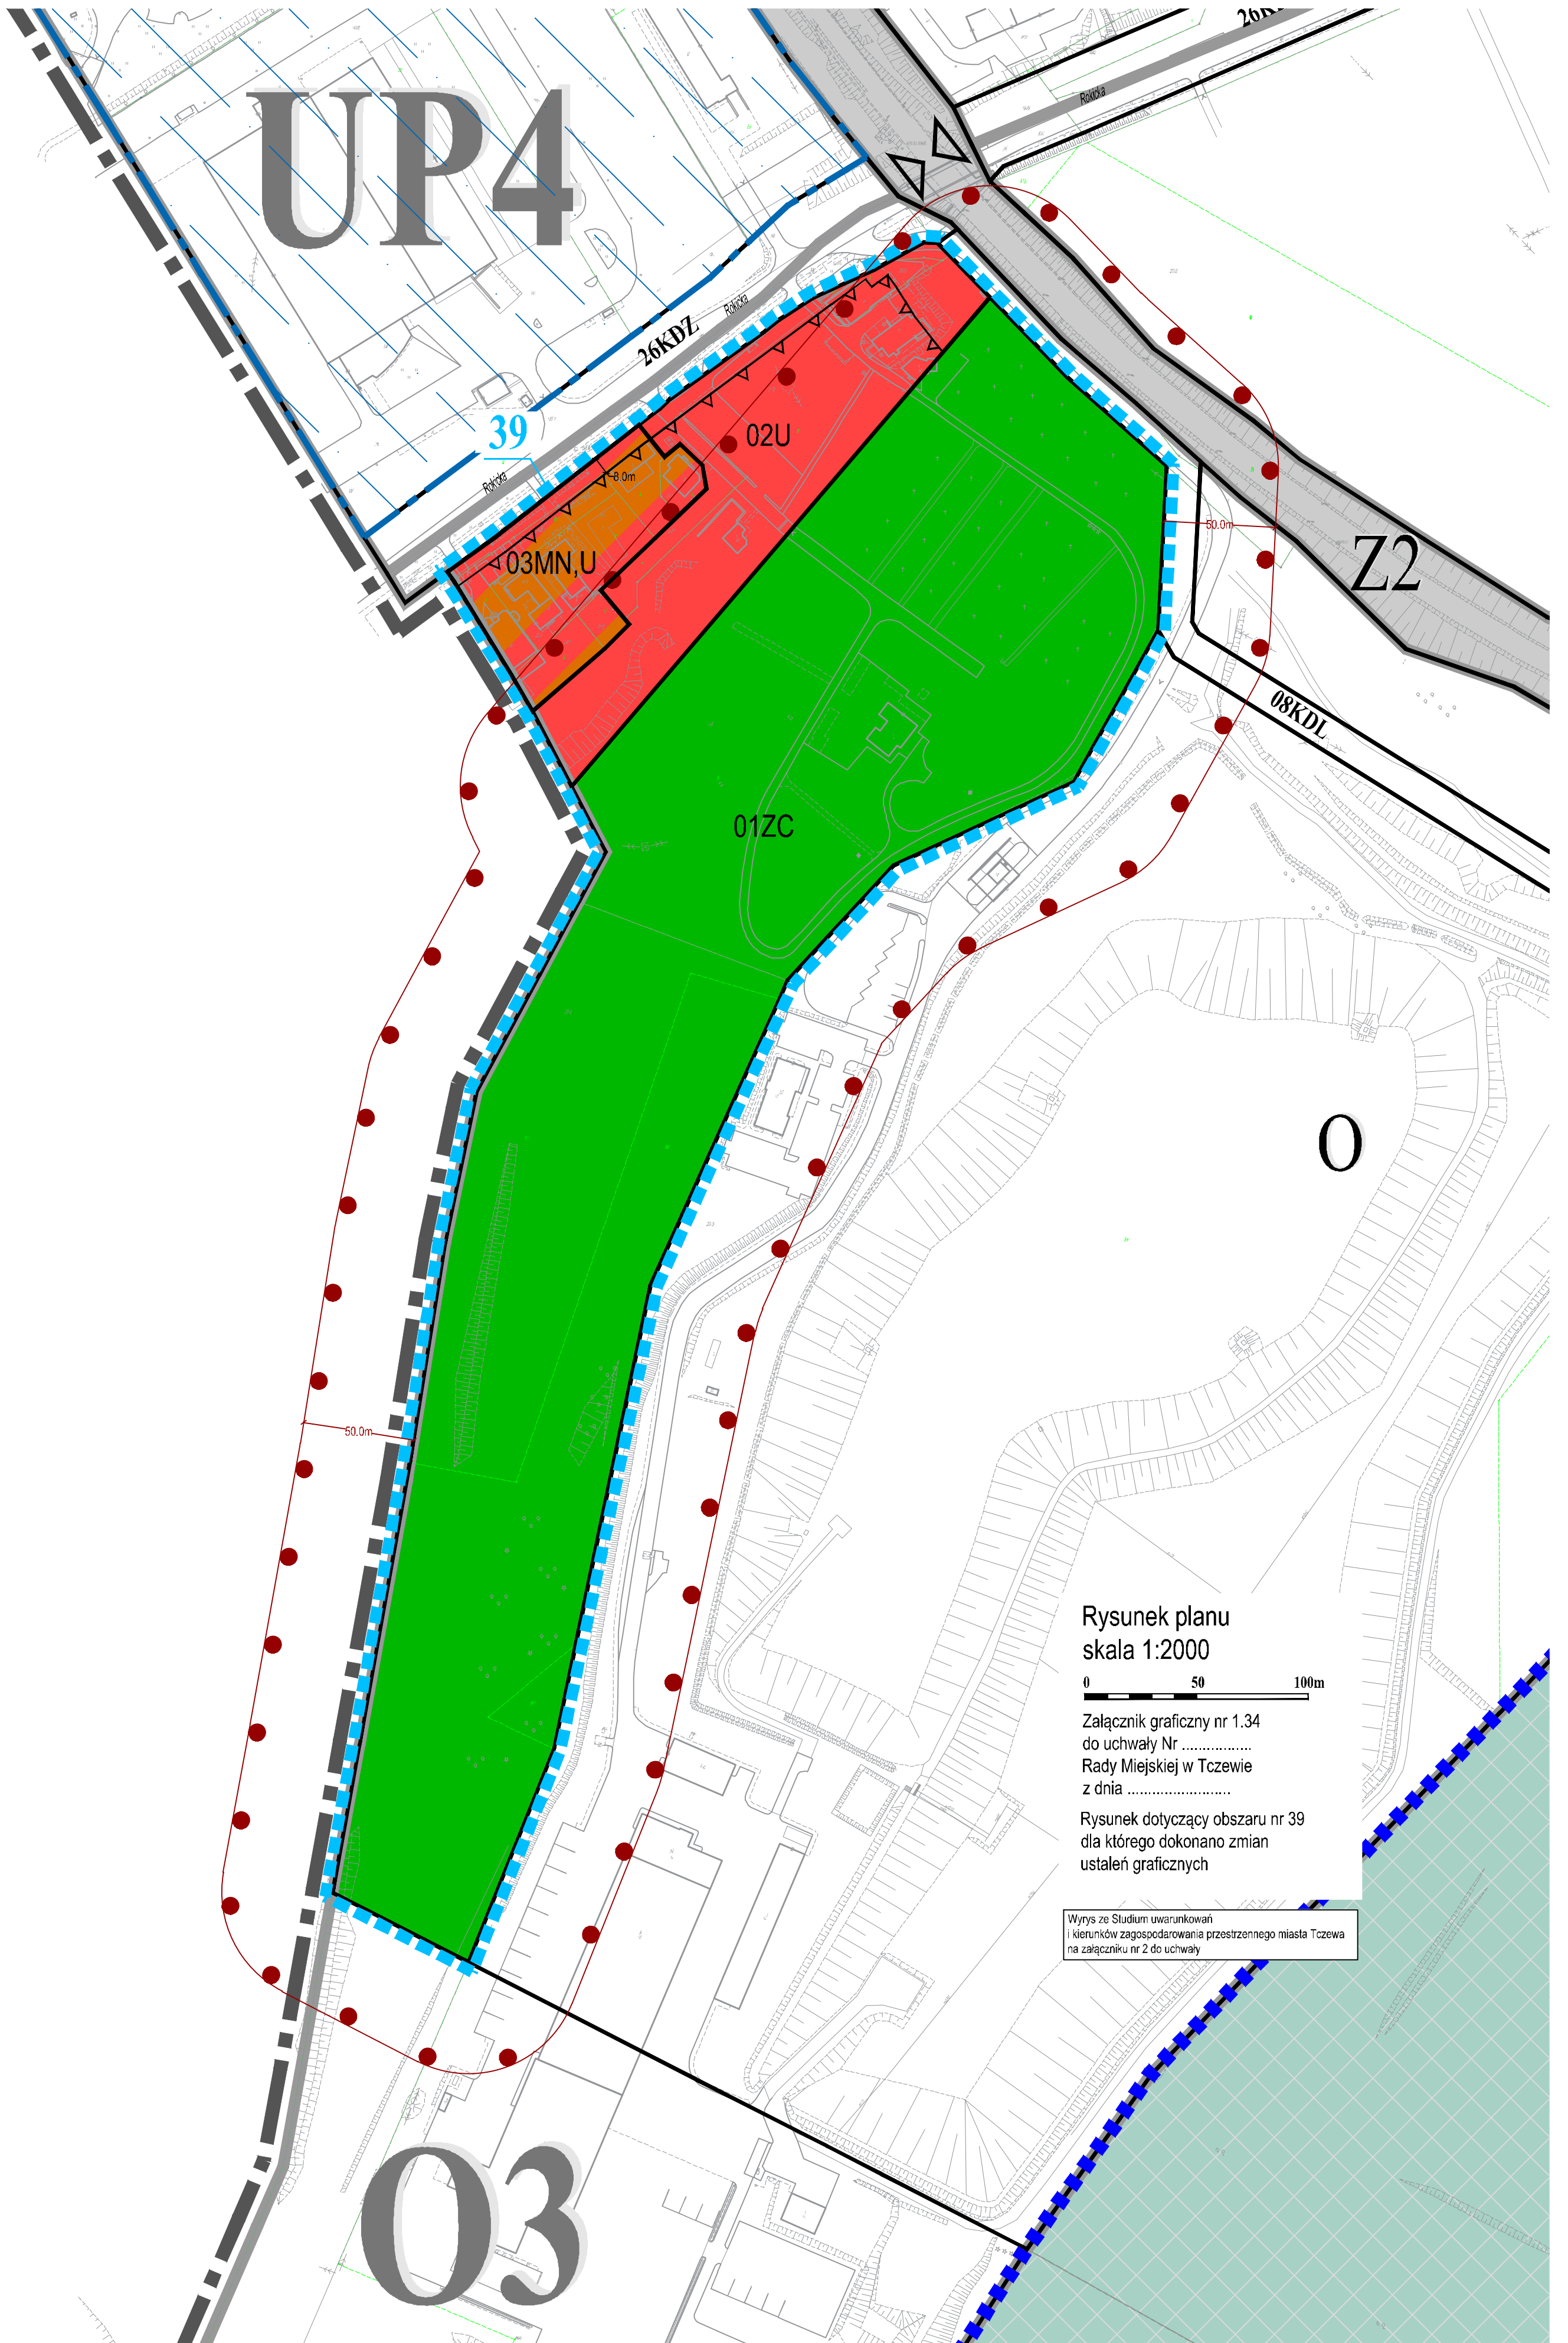 UP4
Rokicka
26KDZ
Rokicka
39
Rokicka
02U
8.0m
03MN,U
50.0m
Z2
08KDL
01ZC
O
50.0m
Rysunek planu
skala 1:2000
0 50 100m
Załącznik graficzny nr 1.34
do uchwały Nr .................
Rady Miejskiej w Tczewie
z dnia .........................
Rysunek dotyczący obszaru nr 39
dla którego dokonano zmian
ustaleń graficznych
Wyrys ze Studium uwarunkowań
i kierunków zagospodarowania przestrzennego miasta Tczewa
na załączniku nr 2 do uchwały
O3